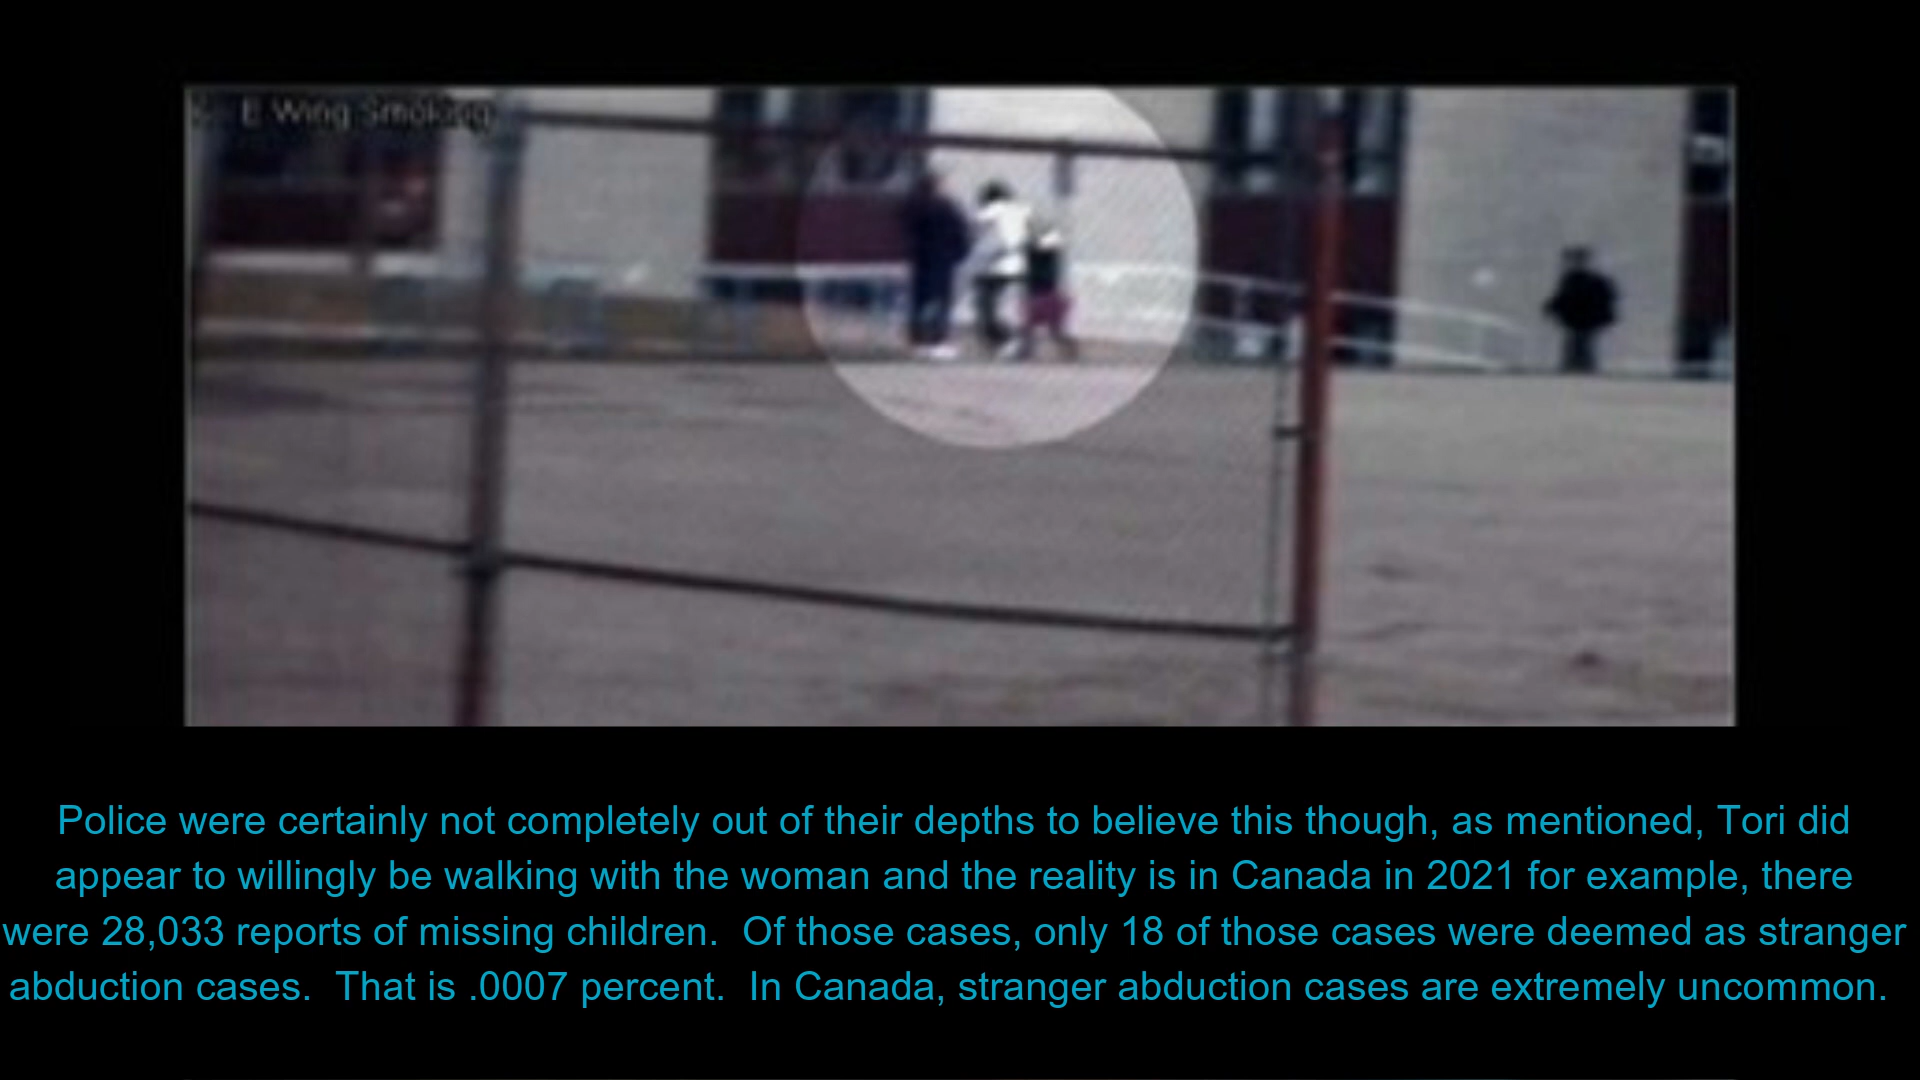 E Wing Smoking
Police were certainly not completely out of their depths to believe this though, as mentioned, Tori did
appear to willingly be walking with the woman and the reality is in Canada in 2021 for example, there
were 28,033 reports of missing children.  Of those cases, only 18 of those cases were deemed as stranger
abduction cases.  That is .0007 percent.  In Canada, stranger abduction cases are extremely uncommon.